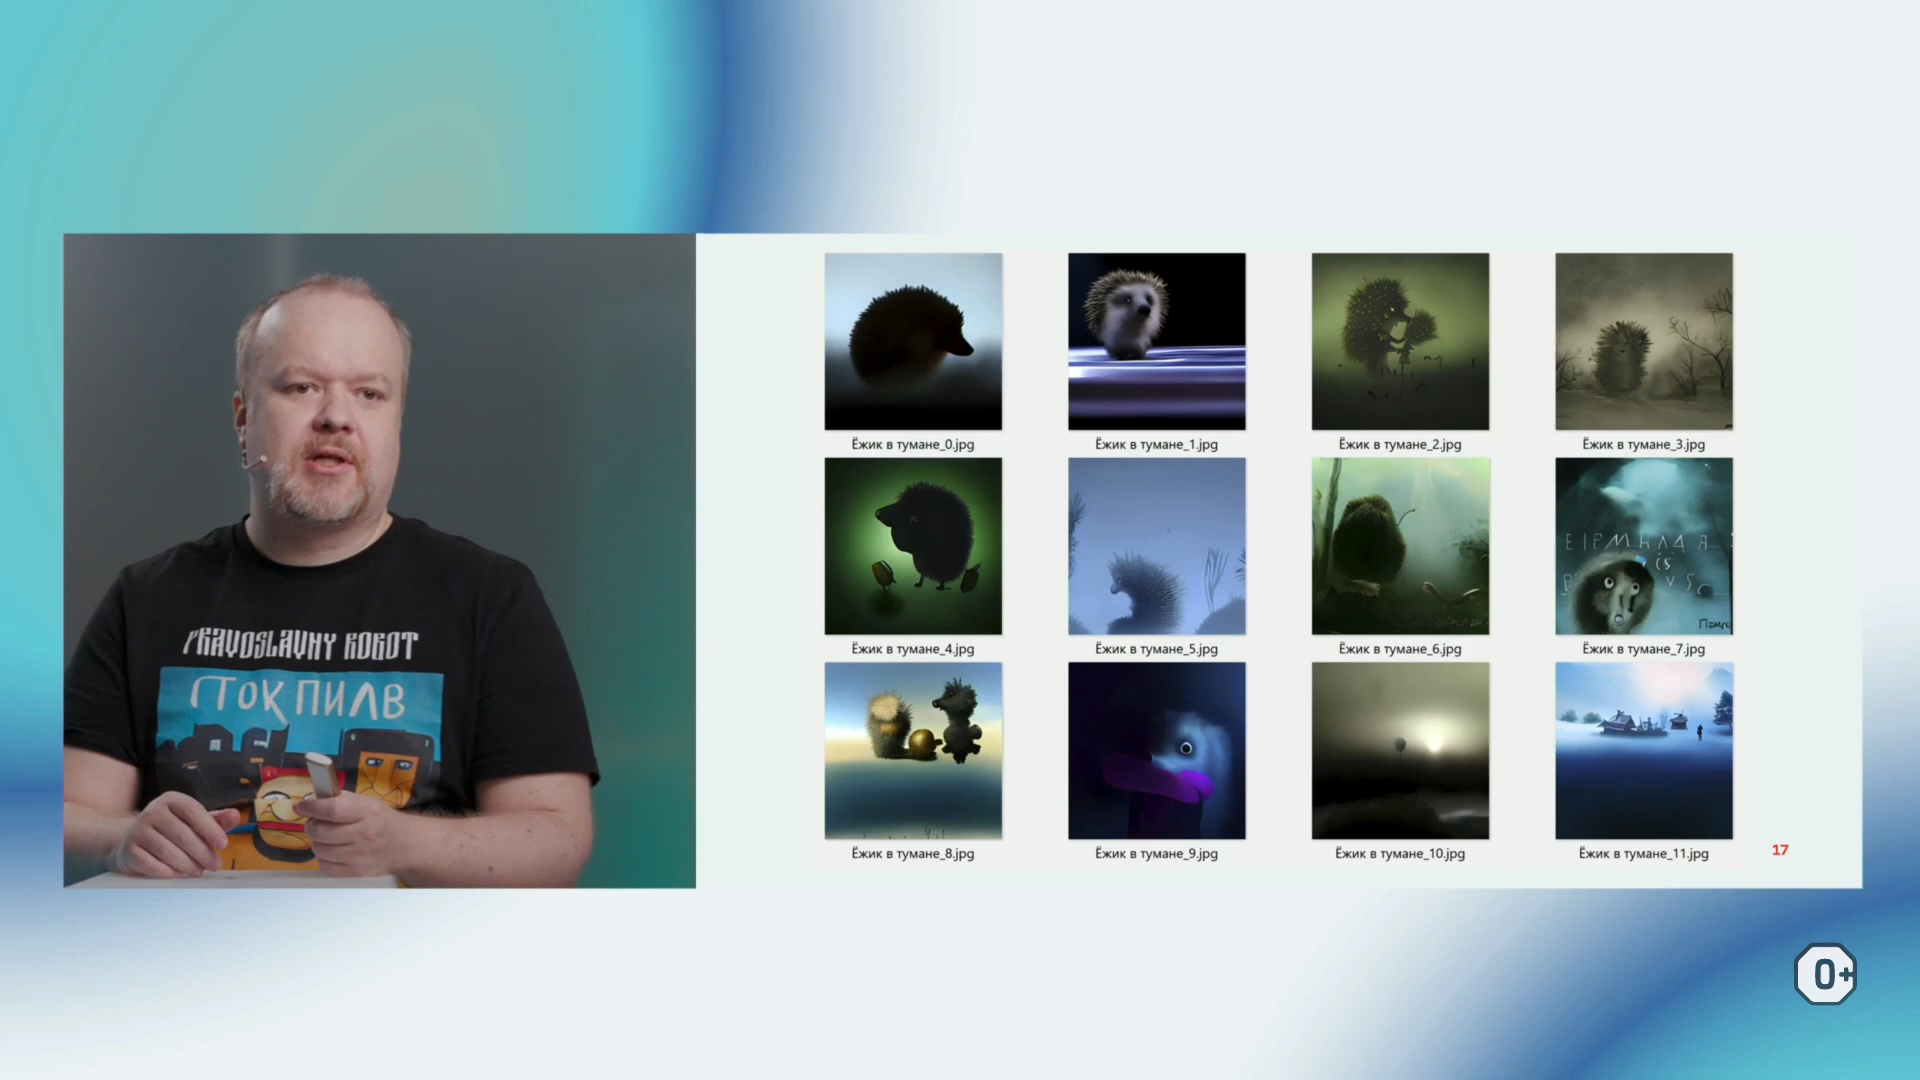 PRAVOSLAVNY ROBOT
ТОК ПИЛВ
Ёжик в тумане_0.jpg
Ёжик в тумане_1.jpg
Ёжик в тумане_2.jpg
Ёжик в тумане_3.jpg
Ёжик в тумане_4.jpg
Ёжик в тумане_5.jpg
Ёжик в тумане_6.jpg
Ёжик в тумане_7.jpg
Ёжик в тумане_8.jpg
Ёжик в тумане_9.jpg
Ёжик в тумане_10.jpg
Ёжик в тумане_11.jpg
17
0+